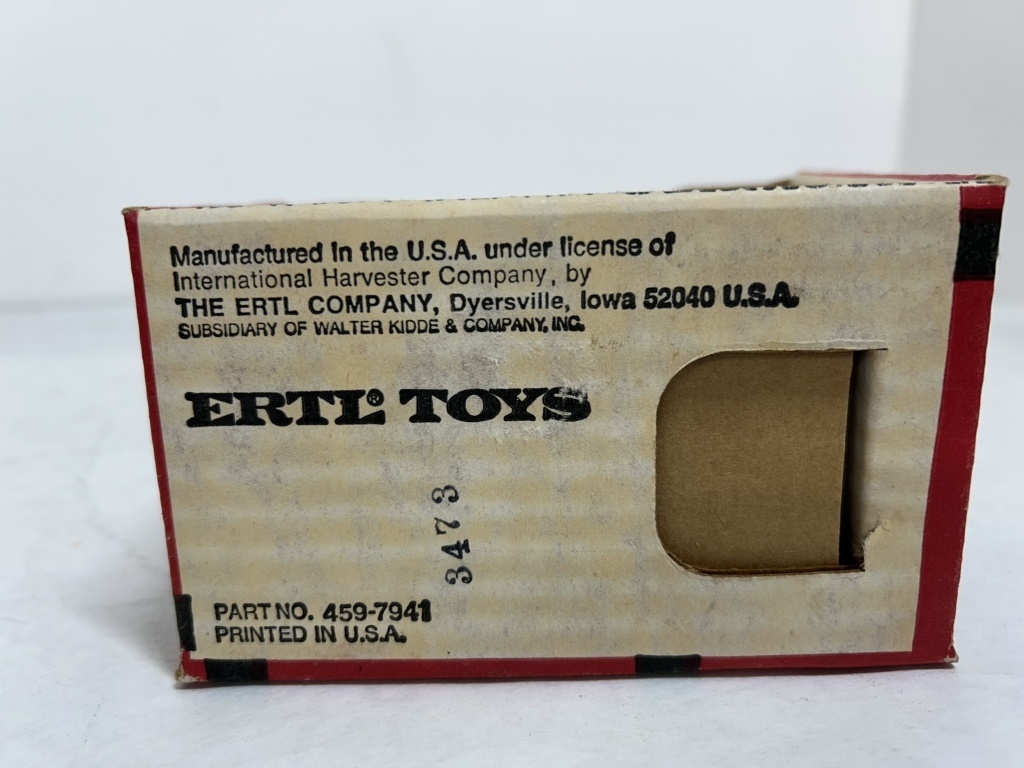 Manufactured in the U.S.A. under license of
International Harvester Company, by
THE ERTL COMPANY, Dyersville, Iowa 52040 U.S.A.
SUBSIDIARY OF WALTER KIDDE & COMPANY, INC.
ERTL® TOYS
3473
PART NO. 459-7941
PRINTED IN U.S.A.